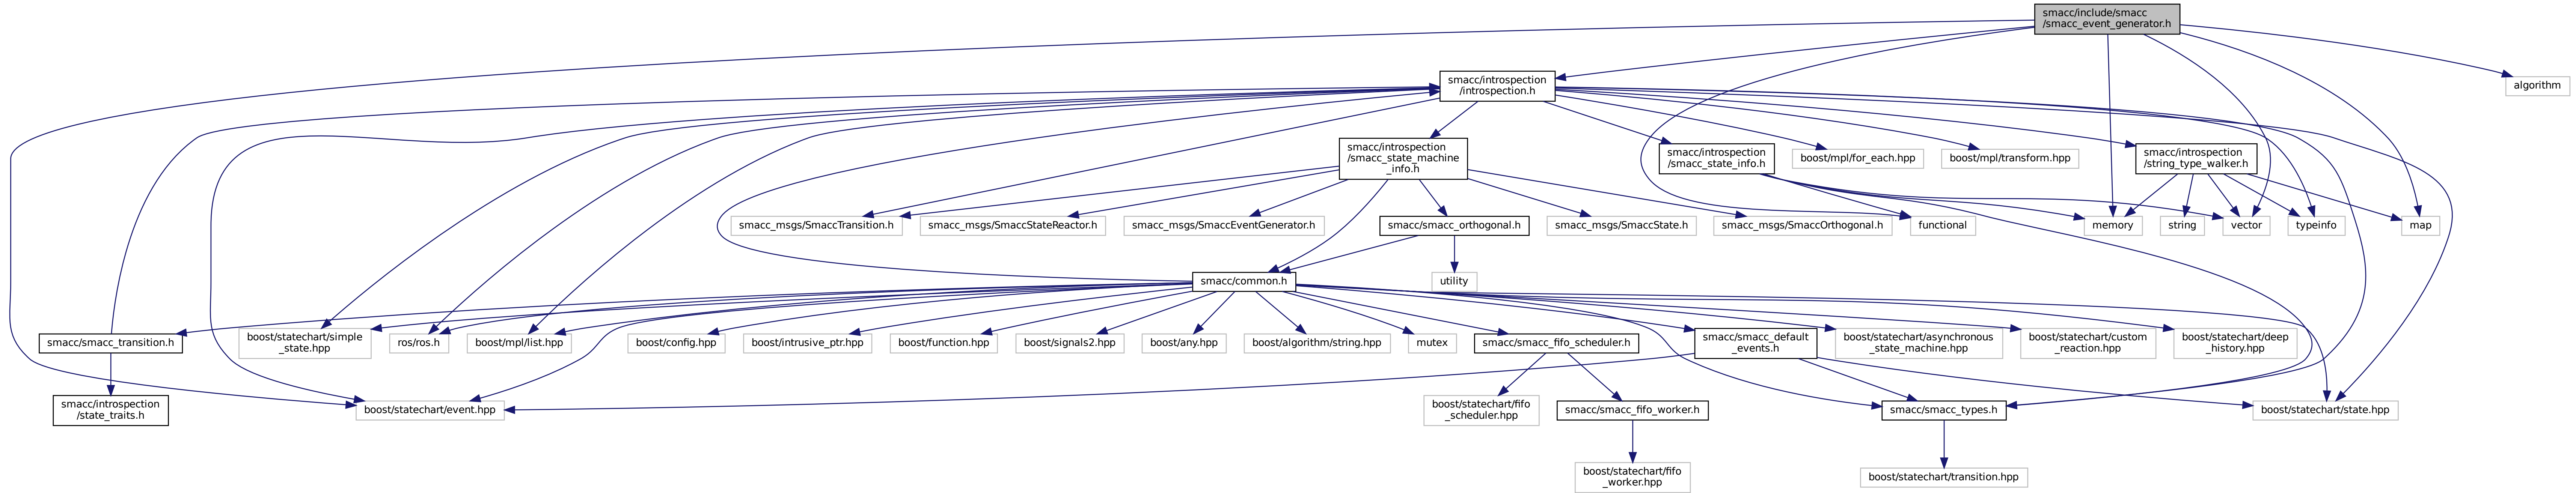 smacc/include/smacc
/smacc_event_generator.h
smacc/introspection
/introspection.h
algorithm
smacc/introspection
/smacc_state_machine
_info.h
smacc/introspection
/smacc_state_info.h
boost/mpl/for_each.hpp
boost/mpl/transform.hpp
smacc/introspection
/string_type_walker.h
smacc_msgs/SmaccTransition.h
smacc_msgs/SmaccStateReactor.h
smacc_msgs/SmaccEventGenerator.h
smacc/smacc_orthogonal.h
smacc_msgs/SmaccState.h
smacc_msgs/SmaccOrthogonal.h
functional
memory
string
vector
typeinfo
map
smacc/common.h
utility
smacc/smacc_transition.h
boost/statechart/simple
_state.hpp
ros/ros.h
boost/mpl/list.hpp
boost/config.hpp
boost/intrusive_ptr.hpp
boost/function.hpp
boost/signals2.hpp
boost/any.hpp
boost/algorithm/string.hpp
mutex
smacc/smacc_fifo_scheduler.h
smacc/smacc_default
_events.h
boost/statechart/asynchronous
_state_machine.hpp
boost/statechart/custom
_reaction.hpp
boost/statechart/deep
_history.hpp
smacc/introspection
/state_traits.h
boost/statechart/event.hpp
boost/statechart/fifo
_scheduler.hpp
smacc/smacc_fifo_worker.h
smacc/smacc_types.h
boost/statechart/state.hpp
boost/statechart/fifo
_worker.hpp
boost/statechart/transition.hpp